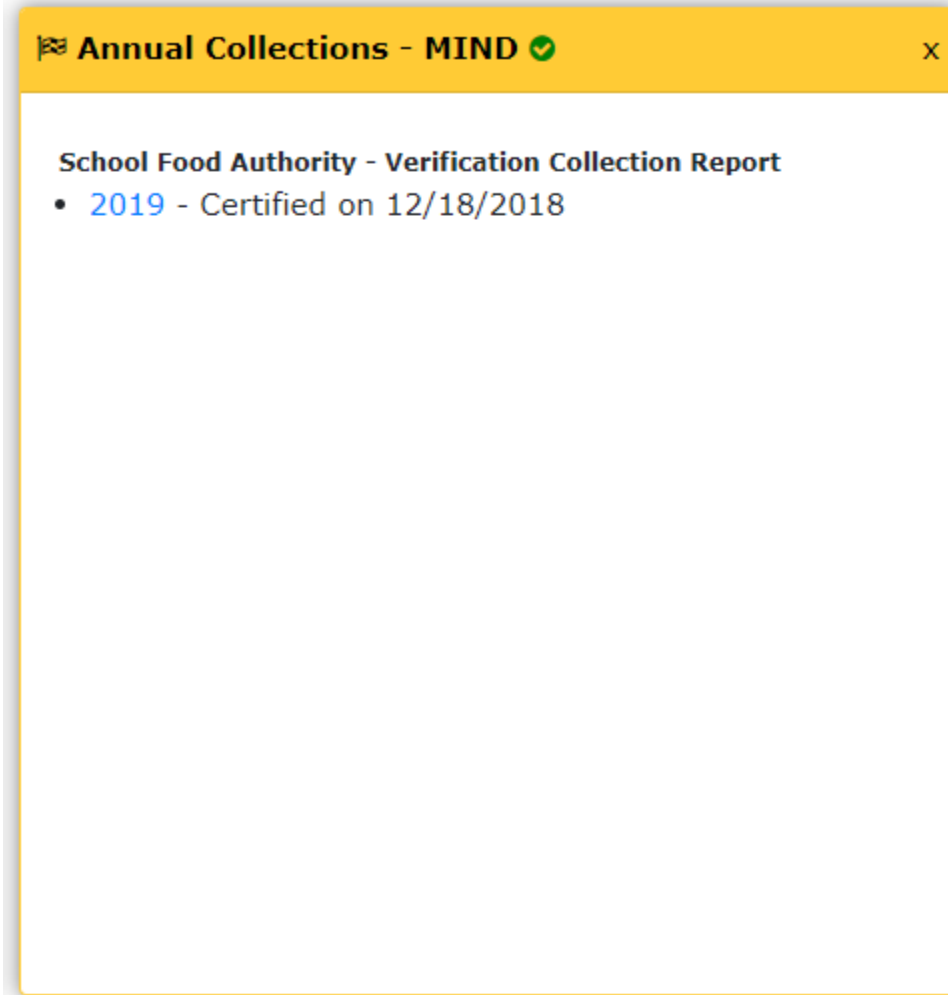 Annual Collections - MIND
x
School Food Authority - Verification Collection Report
• 2019 - Certified on 12/18/2018